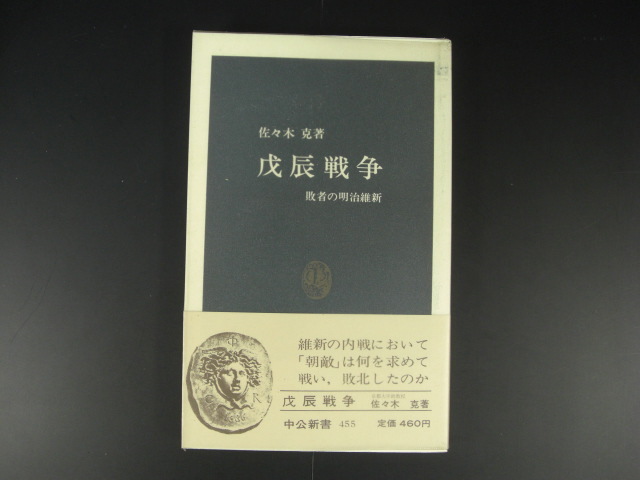 佐々木 克著
戊辰戦争
敗者の明治維新
維新の内戦において
「朝敵」は何を求めて
戦い，敗北したのか
戊辰戦争
佐々木 克著
中公新書 455 定価 460円